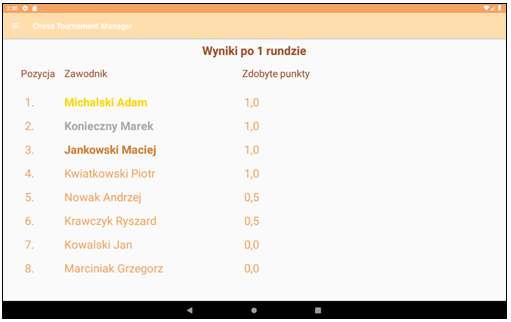 2:30
Chess Tournament Manager
Wyniki po 1 rundzie
Pozycja Zawodnik Zdobyte punkty
1. Michalski Adam 1,0
2. Konieczny Marek 1,0
3. Jankowski Maciej 1,0
4. Kwiatkowski Piotr 1,0
5. Nowak Andrzej 0,5
6. Krawczyk Ryszard 0,5
7. Kowalski Jan 0,0
8. Marciniak Grzegorz 0,0